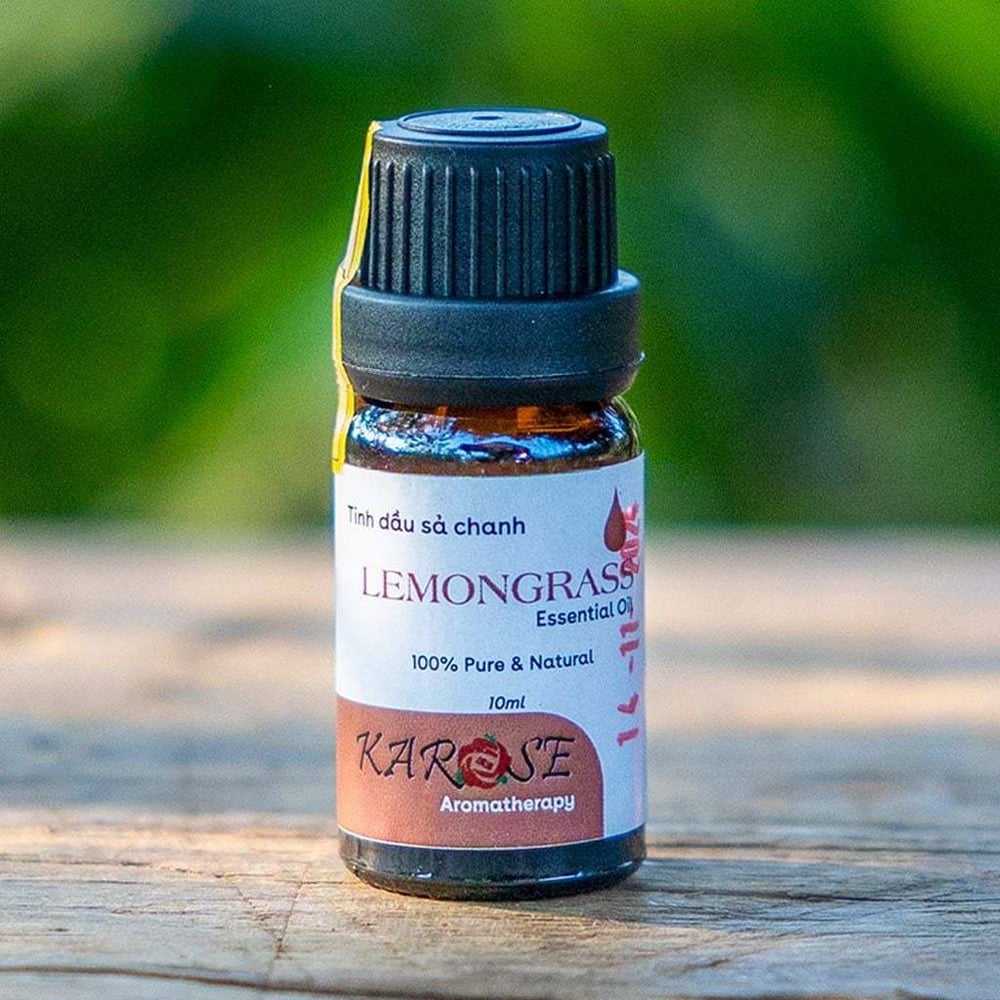 Tinh dầu sả chanh
LEMONGRASS
Essential Oil
100% Pure & Natural
10ml
KAROSE
Aromatherapy